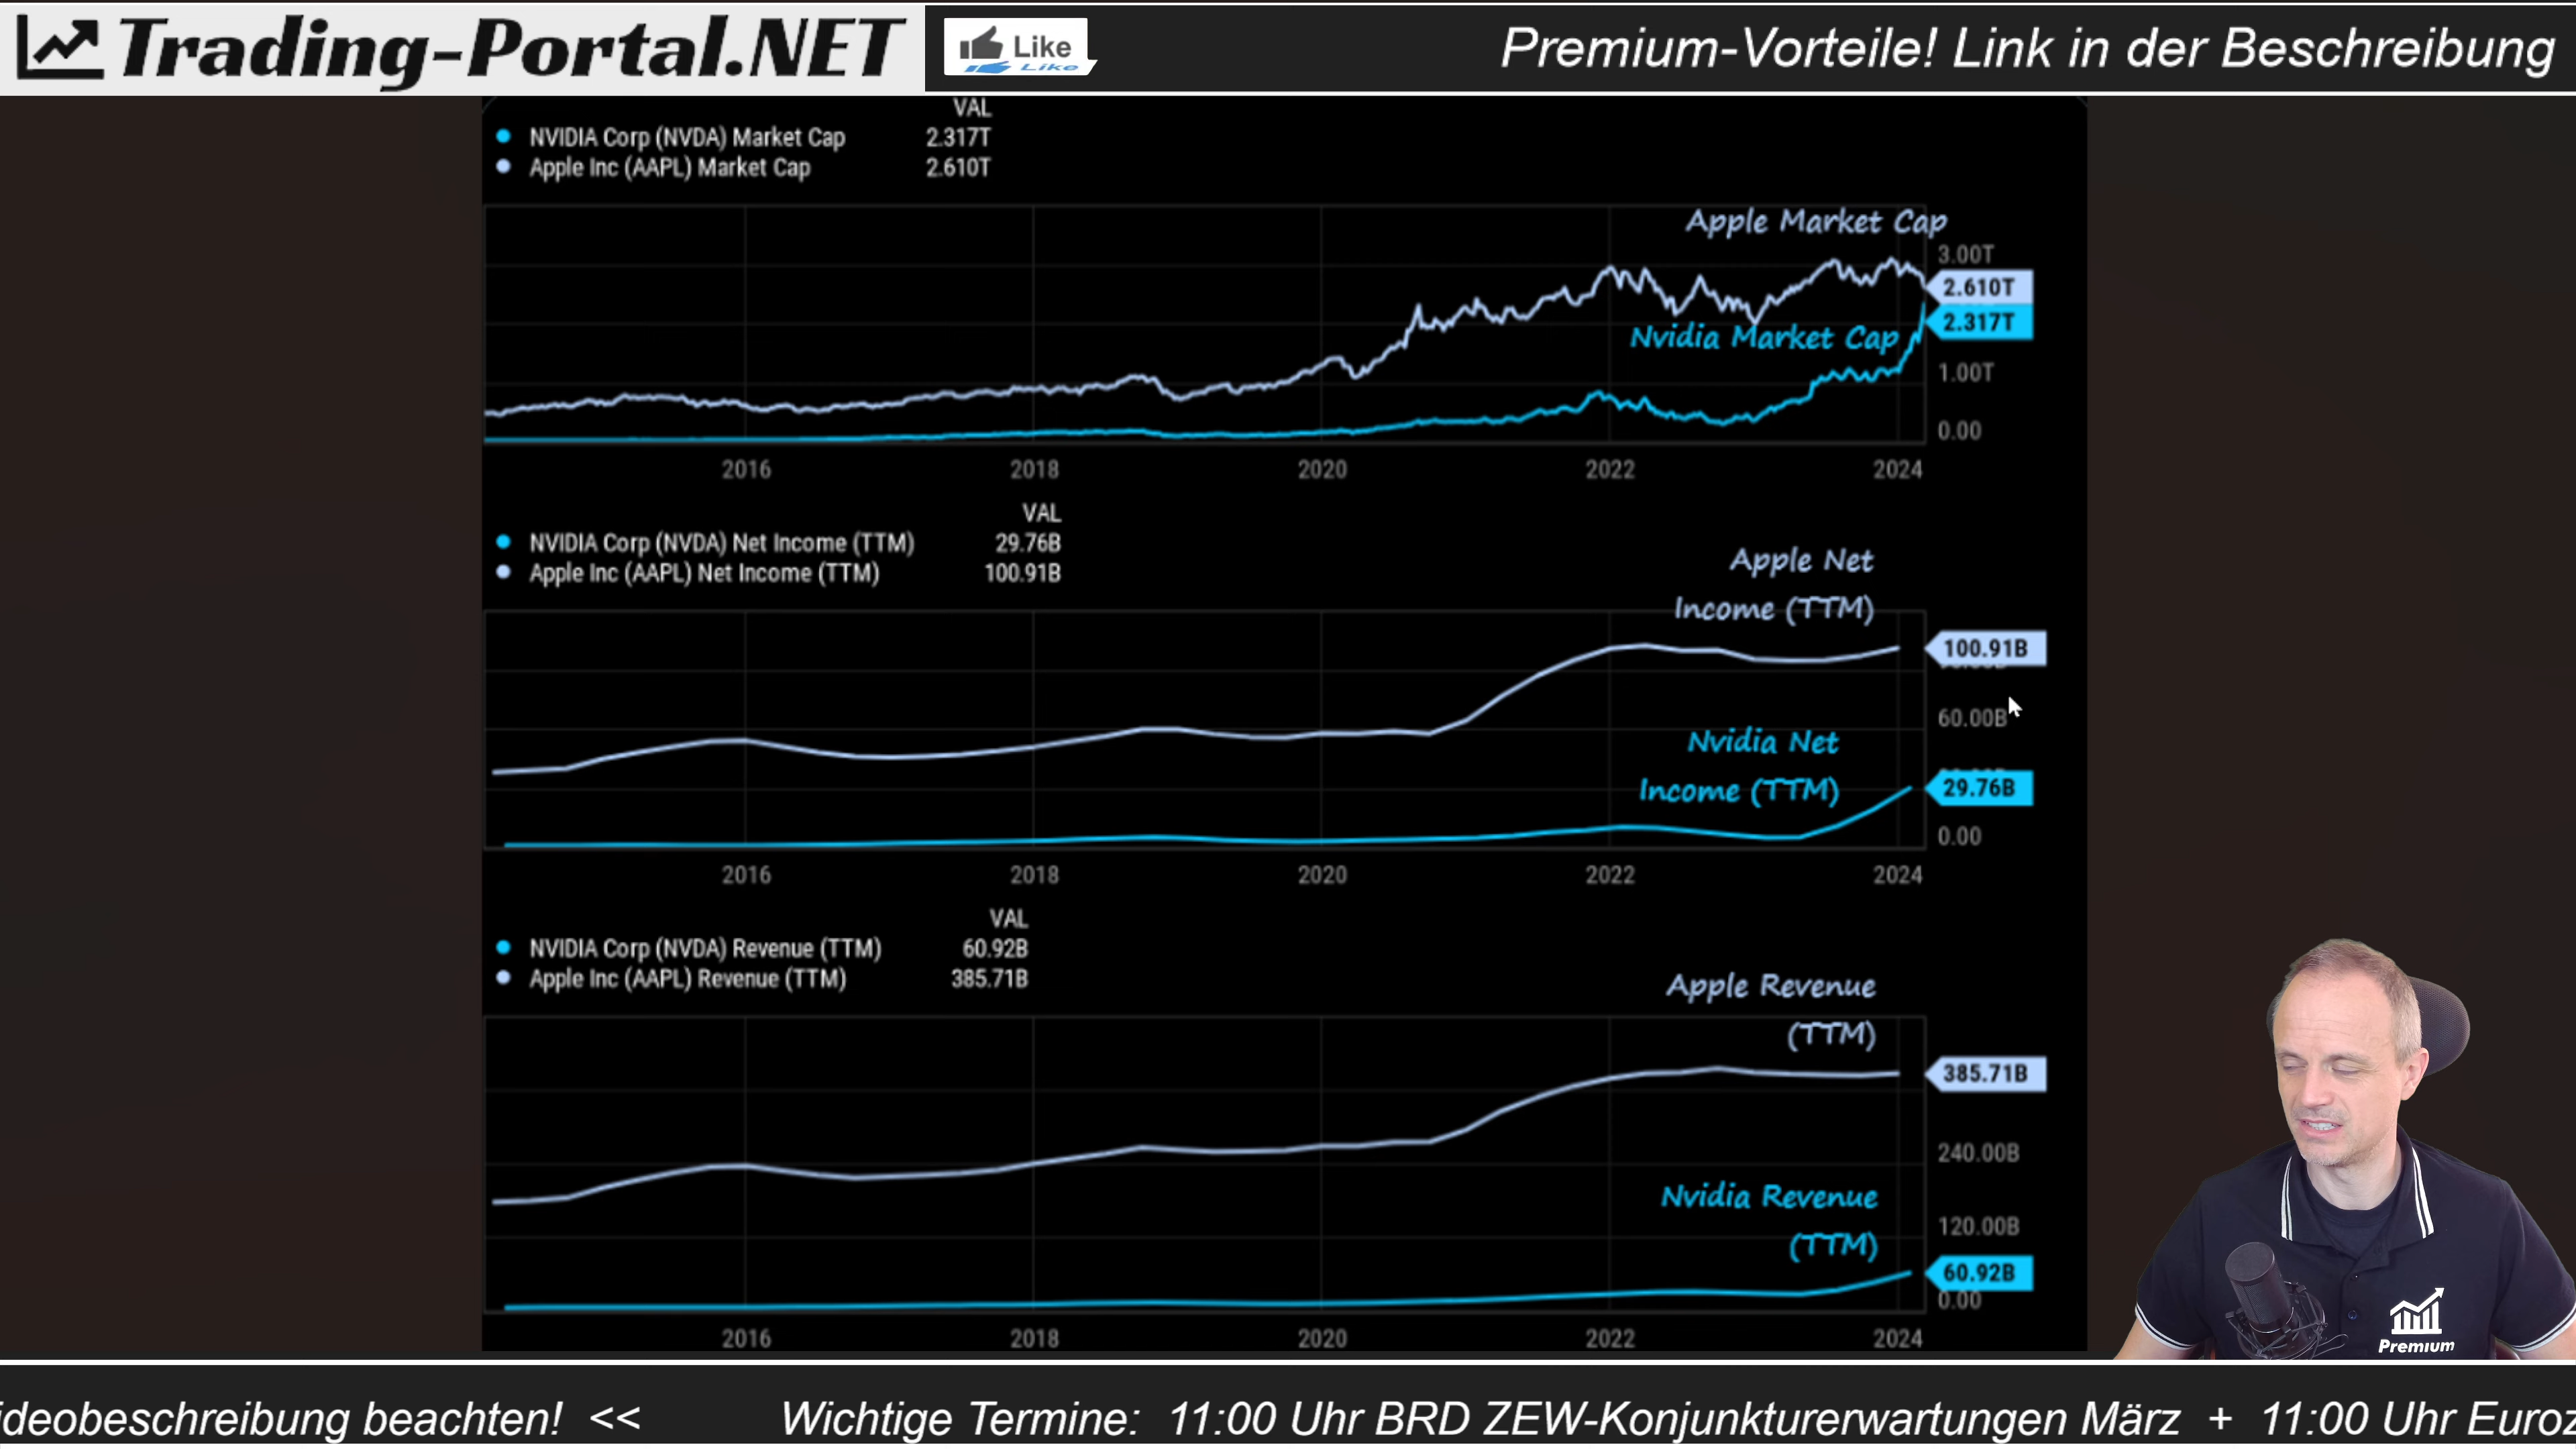 Trading-Portal.NET
Like
Like
Premium-Vorteile! Link in der Beschreibung
VAL
NVIDIA Corp (NVDA) Market Cap 2.317T
Apple Inc (AAPL) Market Cap 2.610T
Apple Market Cap
3.00T
2.610T
2.317T
Nvidia Market Cap
1.00T
0.00
2016 2018 2020 2022 2024
VAL
NVIDIA Corp (NVDA) Net Income (TTM) 29.76B
Apple Inc (AAPL) Net Income (TTM) 100.91B
Apple Net
Income (TTM)
100.91B
60.00B
Nvidia Net
Income (TTM)
29.76B
0.00
2016 2018 2020 2022 2024
VAL
NVIDIA Corp (NVDA) Revenue (TTM) 60.92B
Apple Inc (AAPL) Revenue (TTM) 385.71B
Apple Revenue
(TTM)
385.71B
240.00B
Nvidia Revenue
(TTM)
120.00B
60.92B
0.00
2016 2018 2020 2022 2024
Premium
ideobeschreibung beachten! << Wichtige Termine: 11:00 Uhr BRD ZEW-Konjunkturerwartungen März + 11:00 Uhr Euroz